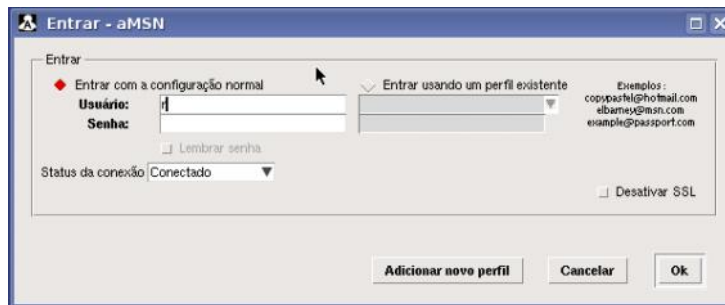 Entrar - aMSN
Entrar
Entrar com a configuração normal
Entrar usando um perfil existente
Exemplos :
copypastel@hotmail.com
elbarney@msn.com
example@passport.com
Usuário: r
Senha:
Lembrar senha
Status da conexão Conectado
Desativar SSL
Adicionar novo perfil
Cancelar
Ok